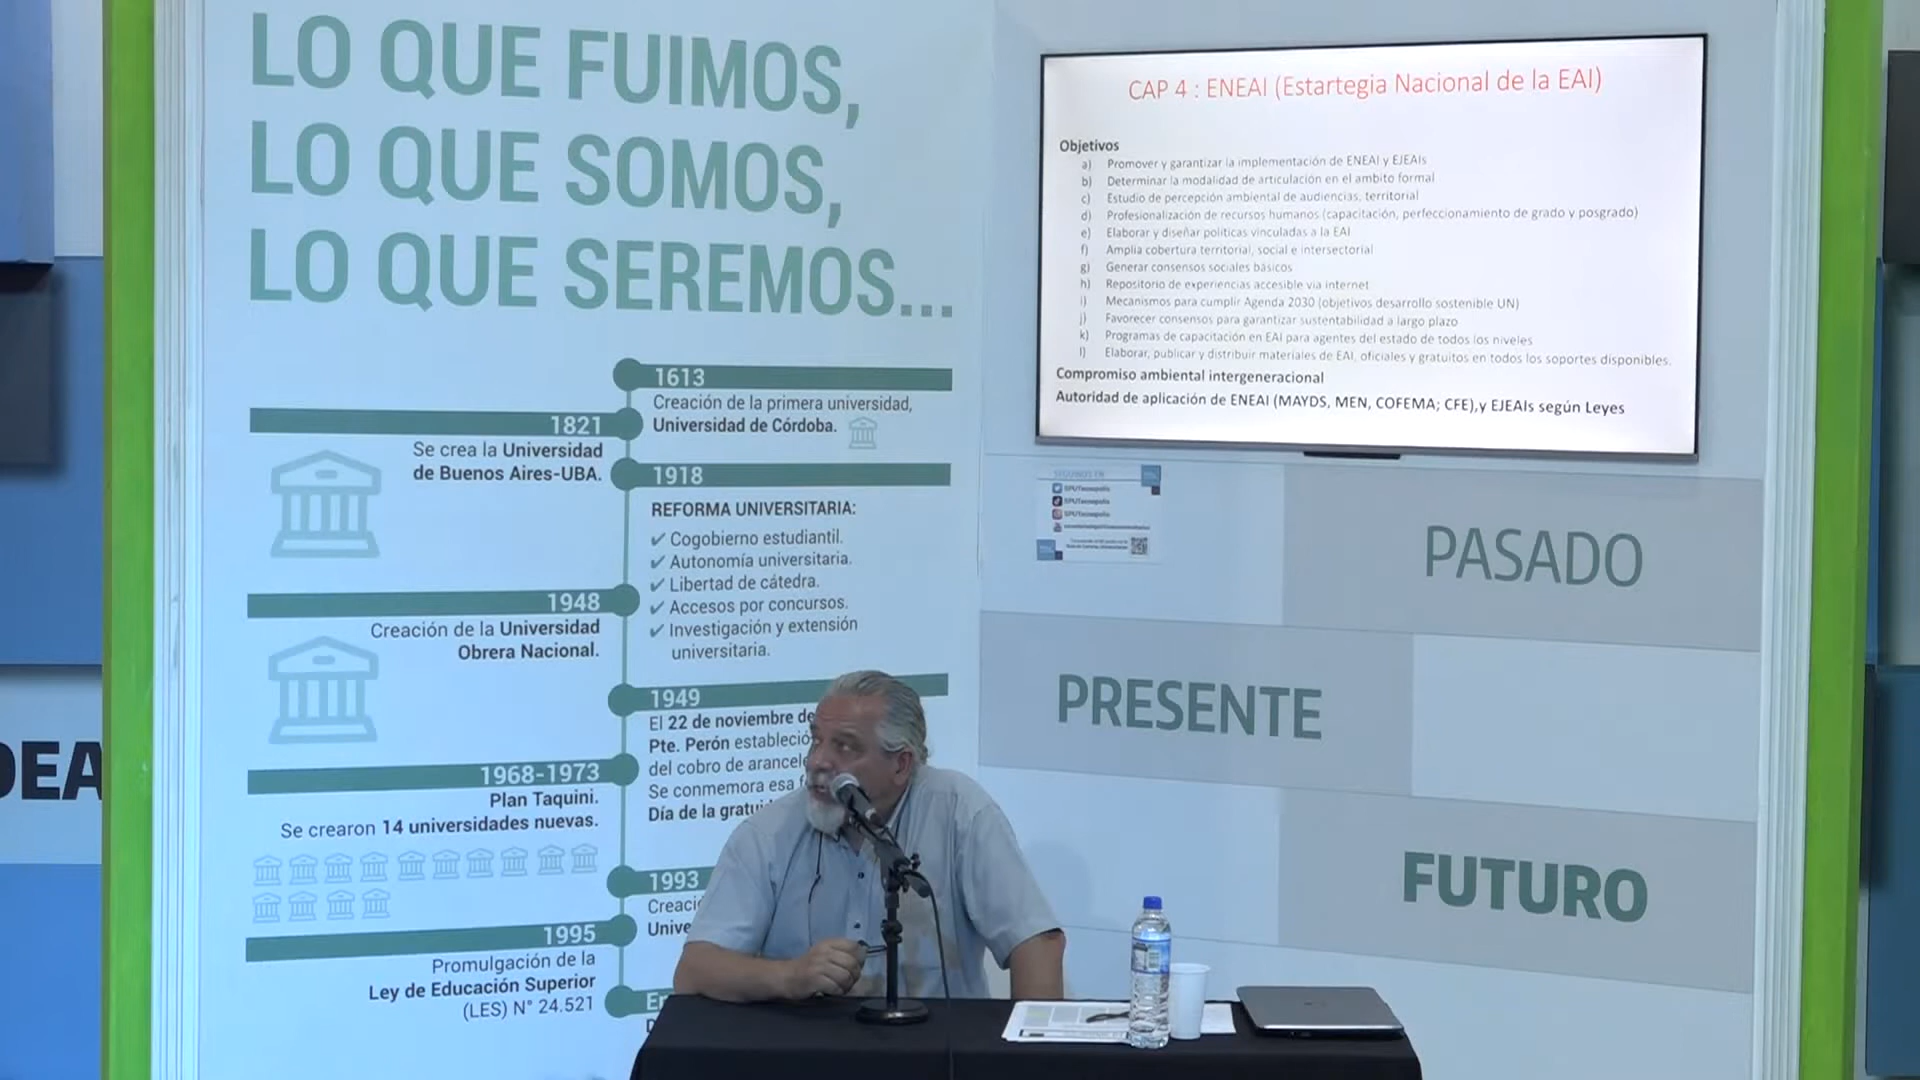 LO QUE FUIMOS,
LO QUE SOMOS,
LO QUE SEREMOS...
1613
Creación de la primera universidad,
Universidad de Córdoba.
1821
Se crea la Universidad
de Buenos Aires-UBA.
1918
REFORMA UNIVERSITARIA:
✔ Cogobierno estudiantil.
✔ Autonomía universitaria.
✔ Libertad de cátedra.
✔ Accesos por concursos.
✔ Investigación y extensión
universitaria.
1948
Creación de la Universidad
Obrera Nacional.
1949
El 22 de noviembre de
Pte. Perón estableció
del cobro de arancele
Se conmemora esa f
Día de la gratui
1968-1973
Plan Taquini.
Se crearon 14 universidades nuevas.
1993
Creaci
Unive
1995
Promulgación de la
Ley de Educación Superior
(LES) N° 24.521
CAP 4 : ENEAI (Estartegia Nacional de la EAI)
Objetivos
a) Promover y garantizar la implementación de ENEAI y EJEAIs
b) Determinar la modalidad de articulación en el ambito formal
c) Estudio de percepción ambiental de audiencias, territorial
d) Profesionalización de recursos humanos (capacitación, perfeccionamiento de grado y posgrado)
e) Elaborar y diseñar políticas vinculadas a la EAI
f) Amplia cobertura territorial, social e intersectorial
g) Generar consensos sociales básicos
h) Repositorio de experiencias accesible via internet
i) Mecanismos para cumplir Agenda 2030 (objetivos desarrollo sostenible UN)
j) Favorecer consensos para garantizar sustentabilidad a largo plazo
k) Programas de capacitación en EAI para agentes del estado de todos los niveles
l) Elaborar, publicar y distribuir materiales de EAI, oficiales y gratuitos en todos los soportes disponibles.
Compromiso ambiental intergeneracional
Autoridad de aplicación de ENEAI (MAYDS, MEN, COFEMA; CFE),y EJEAIs según Leyes
SEGUINOS EN
SPUTecnopolis
SPUTecnopolis
SPUTecnopolis
PASADO
PRESENTE
FUTURO
DEA